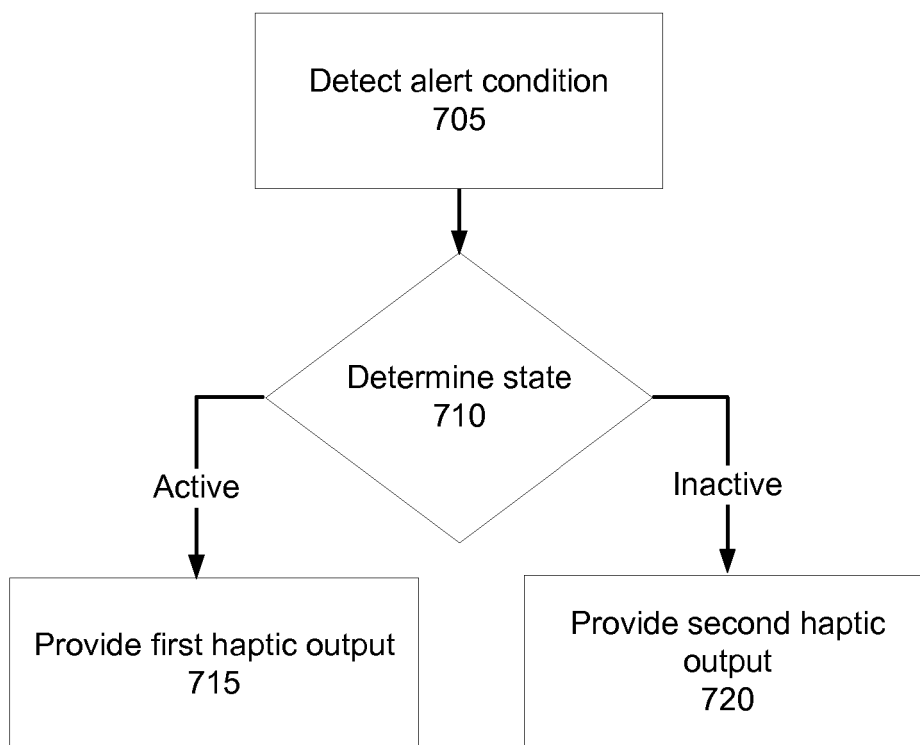 Detect alert condition
705
Determine state
710
Active
Inactive
Provide first haptic output
715
Provide second haptic
output
720